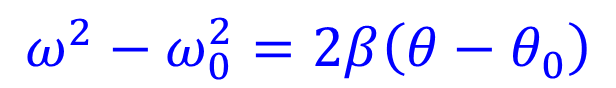 ω² − ω₀² = 2β(θ − θ₀)